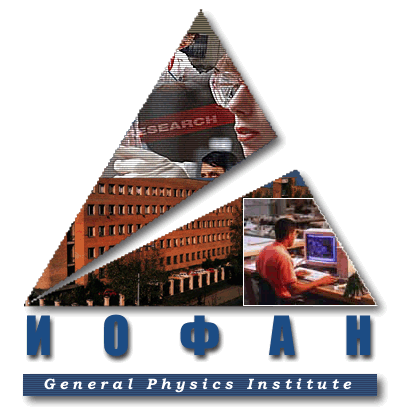 RESEARCH
ИОФАН
General Physics Institute